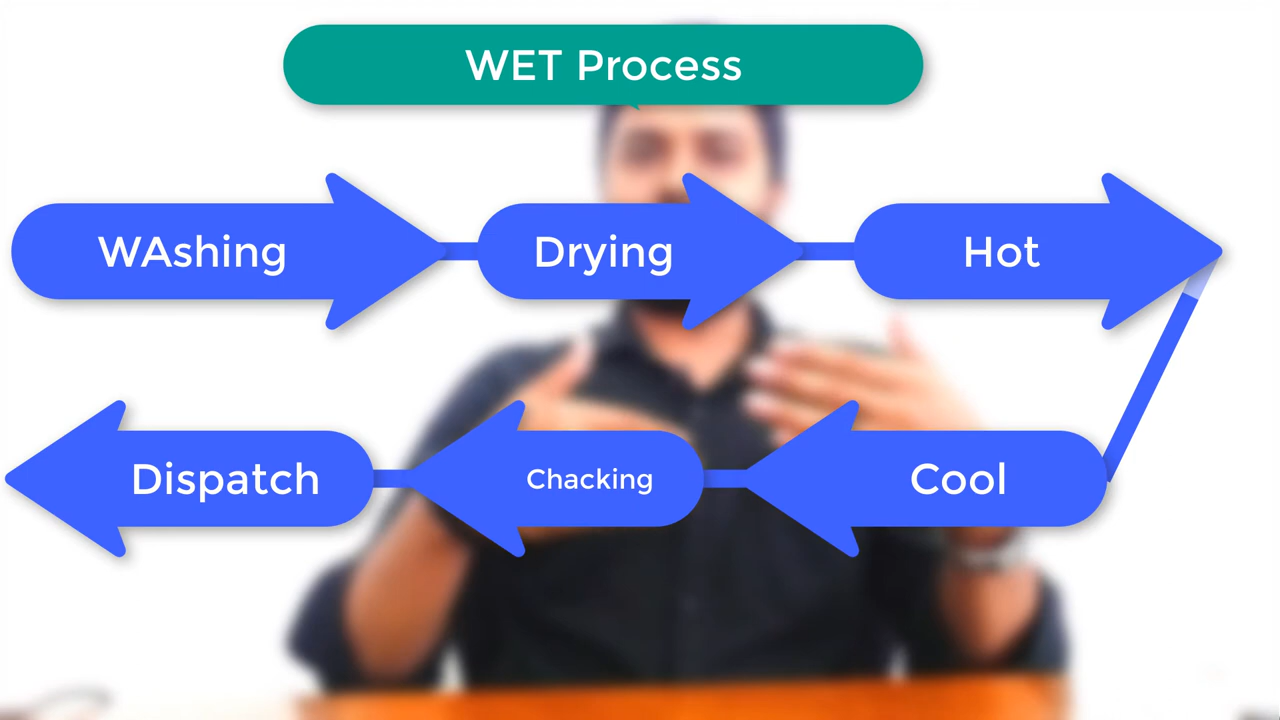 WET Process
WAshing
Drying
Hot
Cool
Chacking
Dispatch